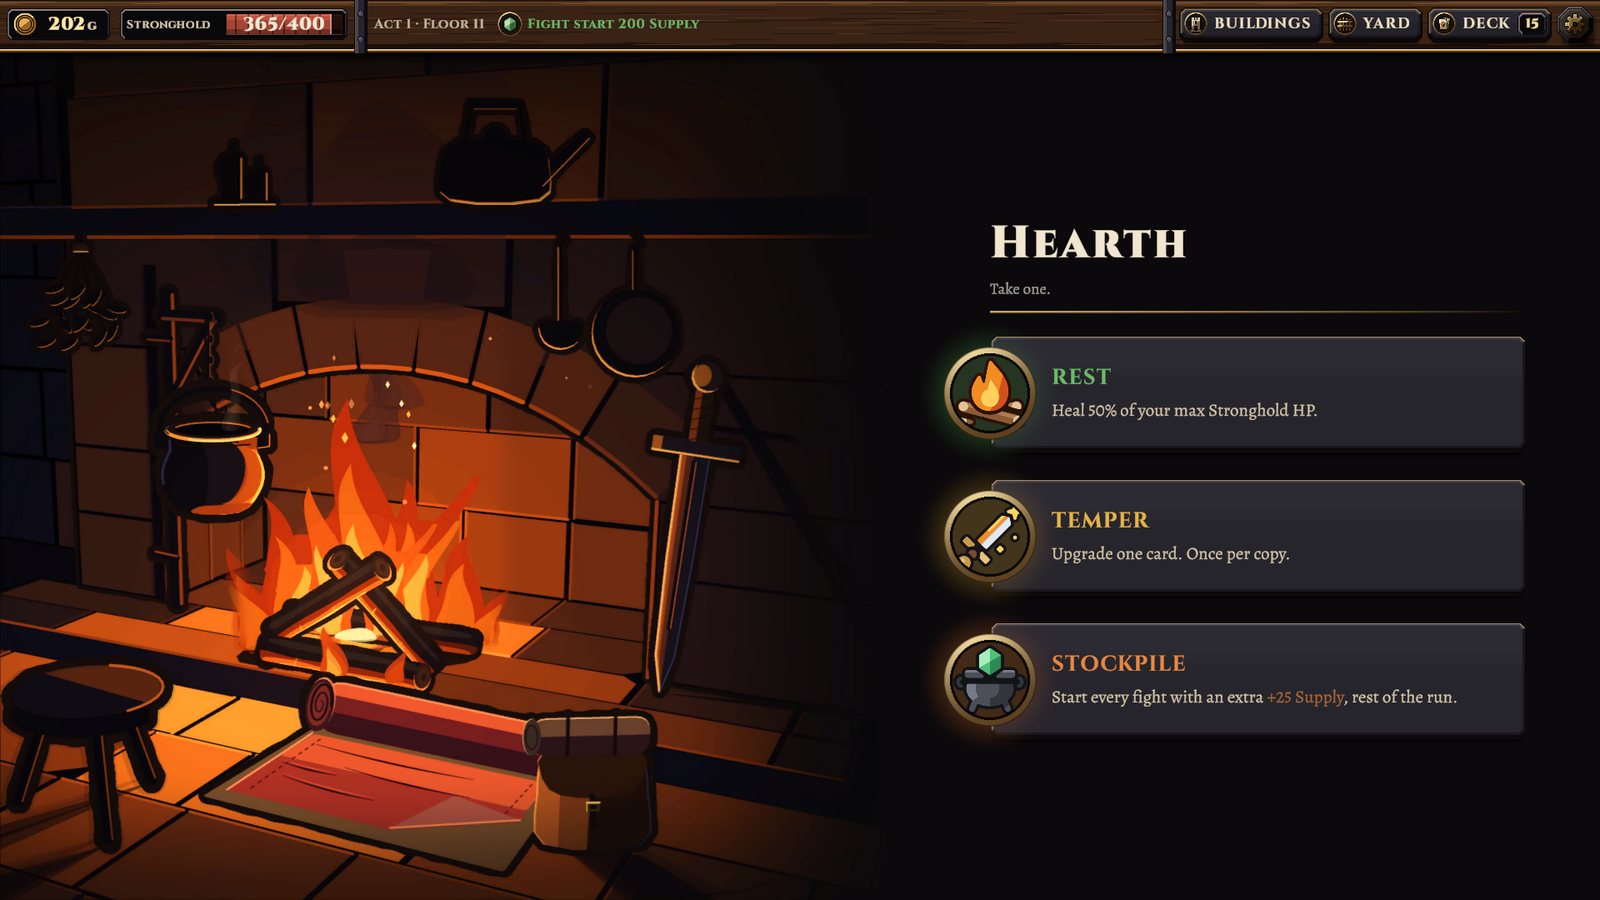 202G
STRONGHOLD 365/400
ACT 1 · FLOOR 11
FIGHT START 200 SUPPLY
BUILDINGS
YARD
DECK 15
HEARTH
Take one.
REST
Heal 50% of your max Stronghold HP.
TEMPER
Upgrade one card. Once per copy.
STOCKPILE
Start every fight with an extra +25 Supply, rest of the run.